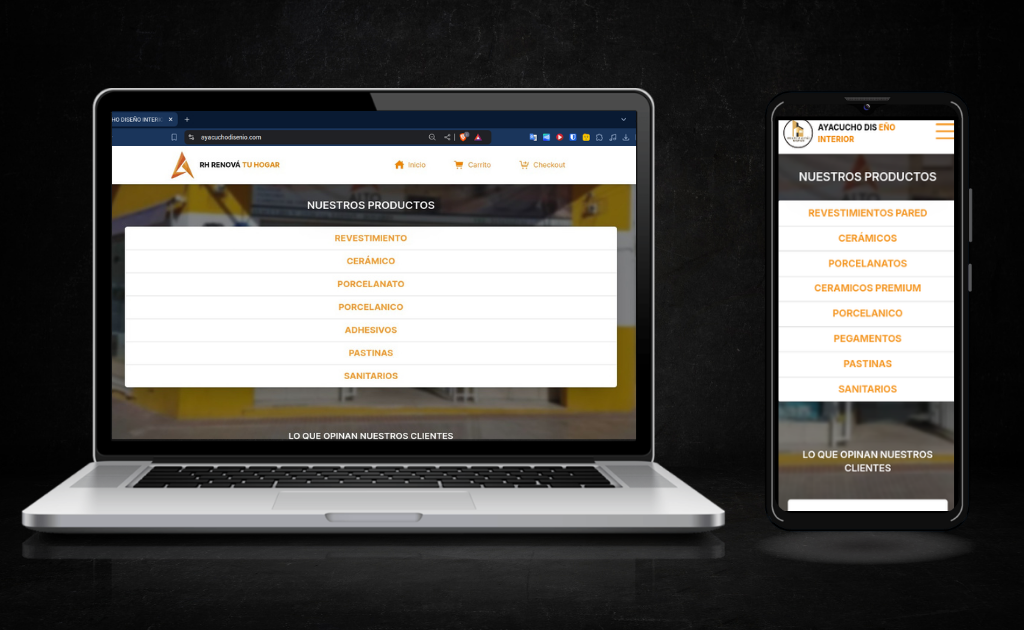 HO DISEÑO INTERI
ayacuchodisenio.com
RH RENOVÁ TU HOGAR
Inicio
Carrito
Checkout
NUESTROS PRODUCTOS
REVESTIMIENTO
CERÁMICO
PORCELANATO
PORCELANICO
ADHESIVOS
PASTINAS
SANITARIOS
LO QUE OPINAN NUESTROS CLIENTES
AYACUCHO DIS EÑO
INTERIOR
NUESTROS PRODUCTOS
REVESTIMIENTOS PARED
CERÁMICOS
PORCELANATOS
CERAMICOS PREMIUM
PORCELANICO
PEGAMENTOS
PASTINAS
SANITARIOS
LO QUE OPINAN NUESTROS
CLIENTES